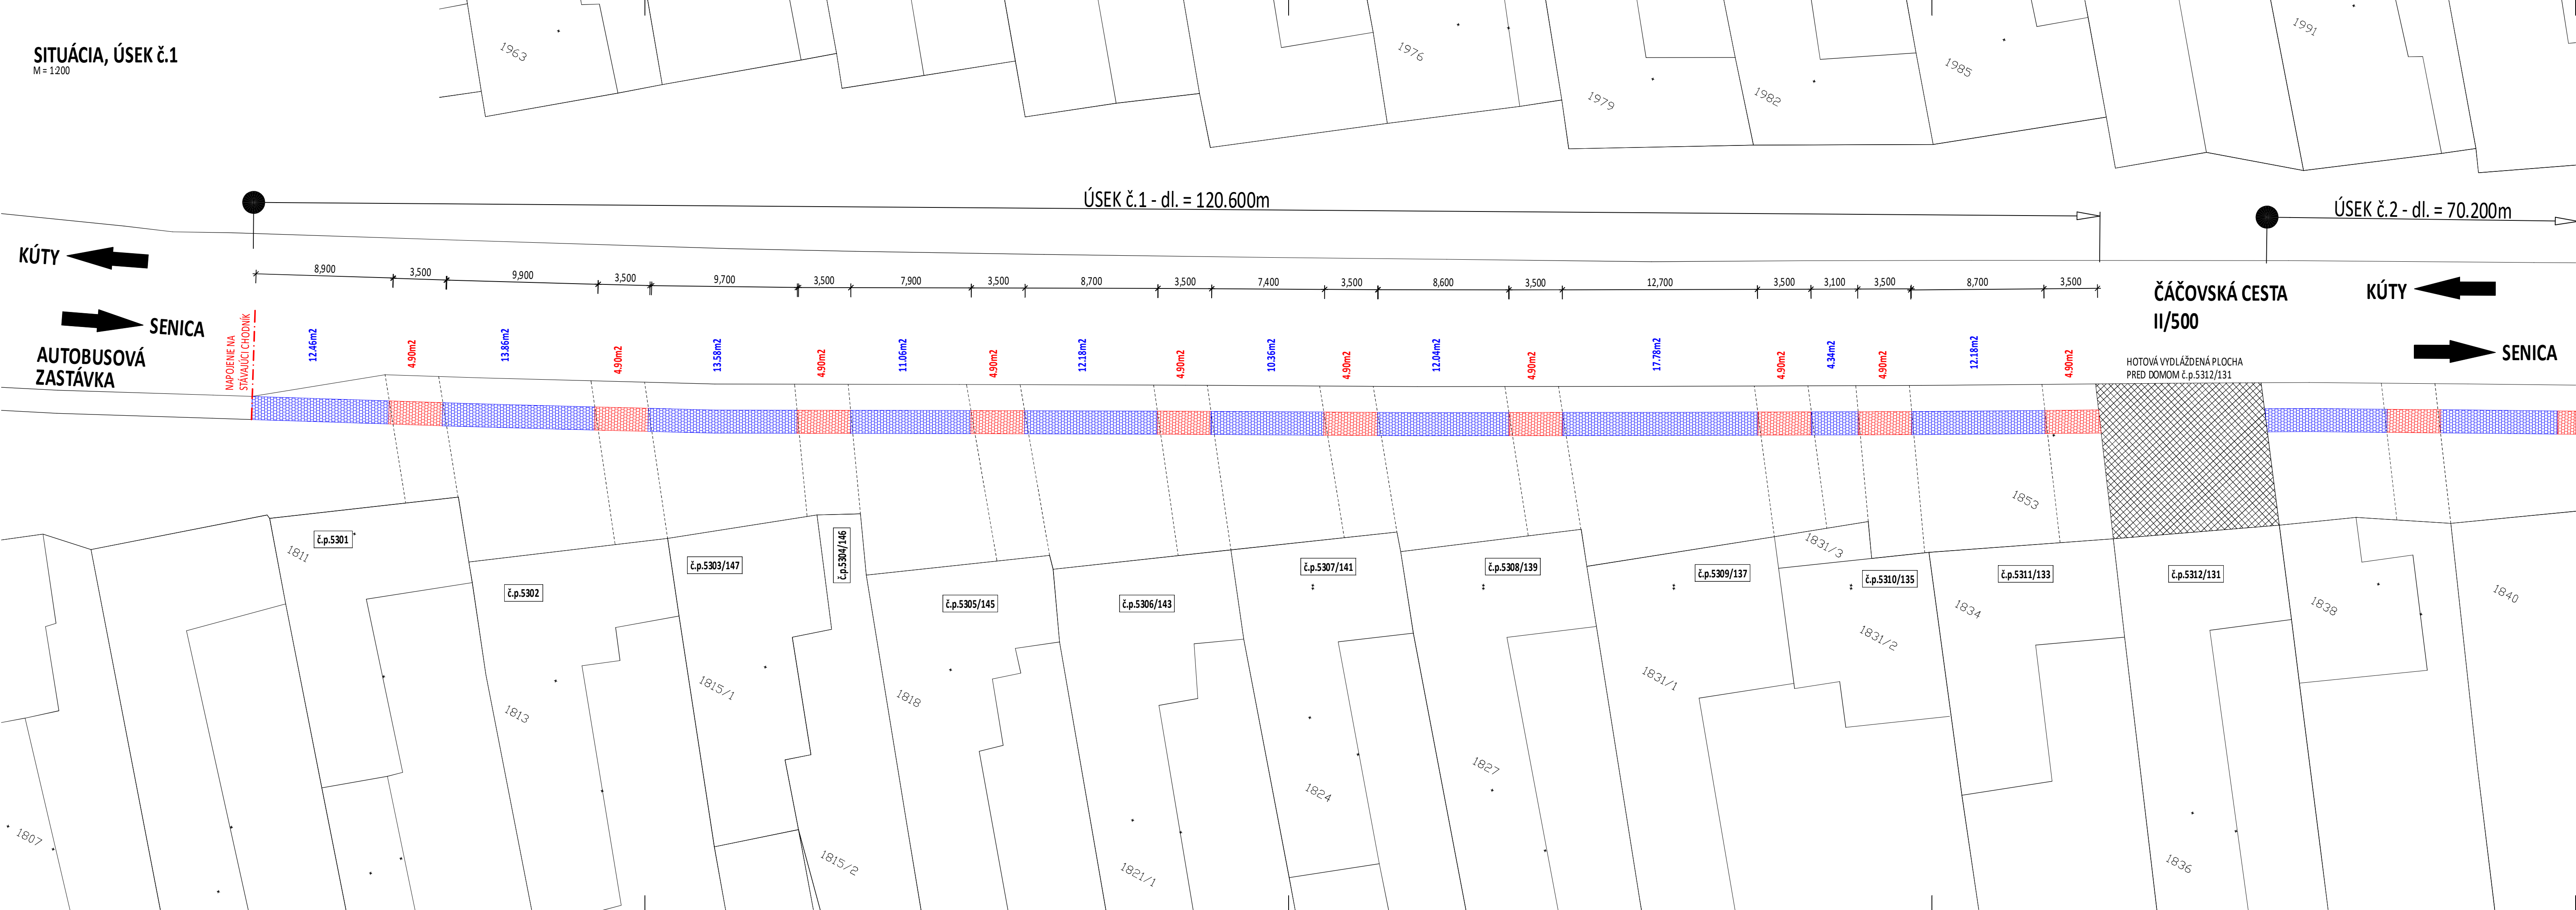 SITUÁCIA, ÚSEK č.1
M = 1:200
1963
1976
1979
1982
1985
1991
ÚSEK č.1 - dl. = 120.600m
ÚSEK č.2 - dl. = 70.200m
KÚTY
SENICA
AUTOBUSOVÁ
ZASTÁVKA
NAPOJENIE NA
STÁVAJÚCI CHODNÍK
8,900
3,500
9,900
3,500
9,700
3,500
7,900
3,500
8,700
3,500
7,400
3,500
8,600
3,500
12,700
3,500
3,100
3,500
8,700
3,500
12.46m2
4.90m2
13.86m2
4.90m2
13.58m2
4.90m2
11.06m2
4.90m2
12.18m2
4.90m2
10.36m2
4.90m2
12.04m2
4.90m2
17.78m2
4.90m2
4.34m2
4.90m2
12.18m2
4.90m2
ČÁČOVSKÁ CESTA
II/500
KÚTY
SENICA
HOTOVÁ VYDLÁŽDENÁ PLOCHA
PRED DOMOM č.p.5312/131
1853
č.p.5301
č.p.5302
č.p.5303/147
č.p.5304/146
č.p.5305/145
č.p.5306/143
č.p.5307/141
č.p.5308/139
č.p.5309/137
č.p.5310/135
č.p.5311/133
č.p.5312/131
1807
1811
1813
1815/1
1815/2
1818
1821/1
1824
1827
1831/1
1831/3
1831/2
1834
1836
1838
1840